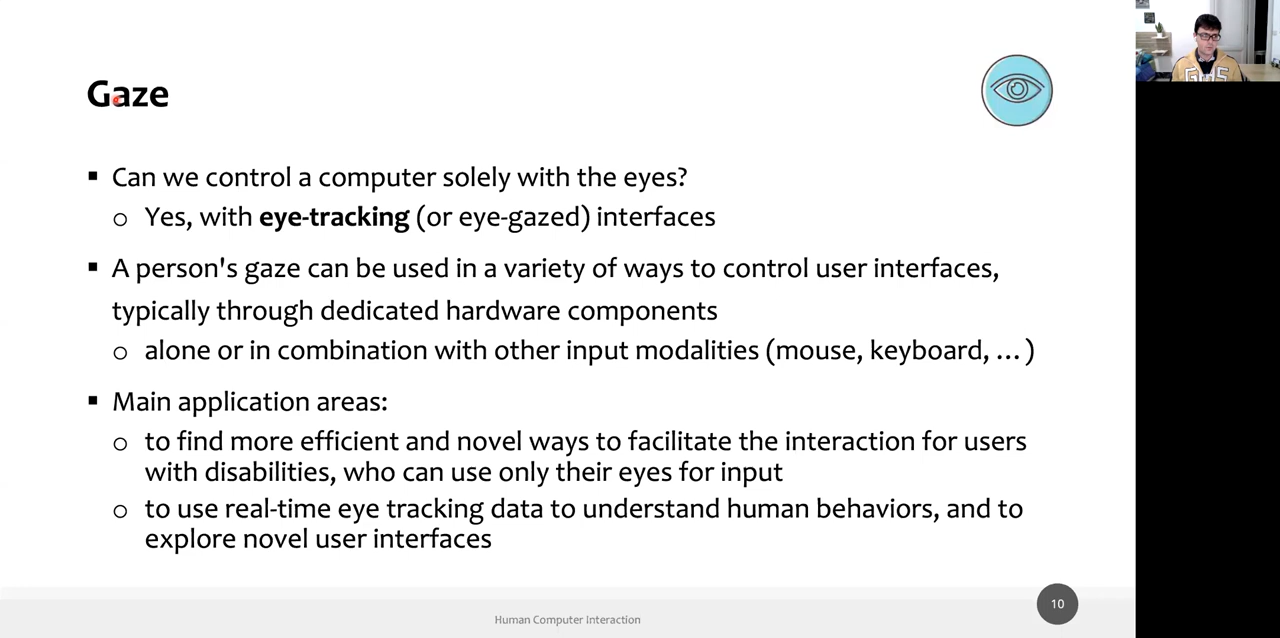 Gaze
▪ Can we control a computer solely with the eyes?
o Yes, with eye-tracking (or eye-gazed) interfaces
▪ A person's gaze can be used in a variety of ways to control user interfaces,
typically through dedicated hardware components
o alone or in combination with other input modalities (mouse, keyboard, … )
▪ Main application areas:
o to find more efficient and novel ways to facilitate the interaction for users
with disabilities, who can use only their eyes for input
o to use real-time eye tracking data to understand human behaviors, and to
explore novel user interfaces
Human Computer Interaction
10